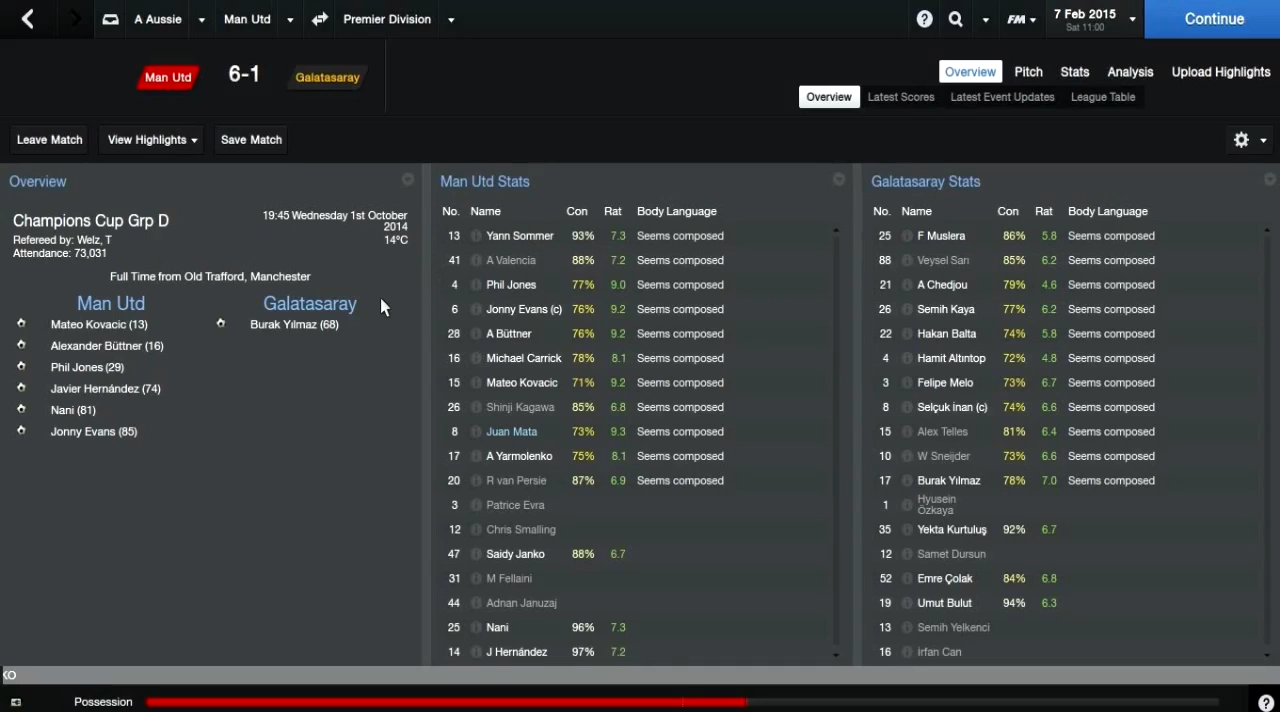 A Aussie Man Utd Premier Division FM 7 Feb 2015 Continue
Sat 11:00
Man Utd 6-1 Galatasaray
Overview Pitch Stats Analysis Upload Highlights
Overview Latest Scores Latest Event Updates League Table
Leave Match View Highlights Save Match
Overview
Champions Cup Grp D 19:45 Wednesday 1st October 2014
Refereed by: Welz, T 14°C
Attendance: 73,031
Full Time from Old Trafford, Manchester
Man Utd Galatasaray
Mateo Kovacic (13) Burak Yılmaz (68)
Alexander Büttner (16)
Phil Jones (29)
Javier Hernández (74)
Nani (81)
Jonny Evans (85)
Man Utd Stats
No. Name Con Rat Body Language
13 Yann Sommer 93% 7.3 Seems composed
41 A Valencia 88% 7.2 Seems composed
4 Phil Jones 77% 9.0 Seems composed
6 Jonny Evans (c) 76% 9.2 Seems composed
28 A Büttner 76% 9.2 Seems composed
16 Michael Carrick 78% 8.1 Seems composed
15 Mateo Kovacic 71% 9.2 Seems composed
26 Shinji Kagawa 85% 6.8 Seems composed
8 Juan Mata 73% 9.3 Seems composed
17 A Yarmolenko 75% 8.1 Seems composed
20 R van Persie 87% 6.9 Seems composed
3 Patrice Evra
12 Chris Smalling
47 Saidy Janko 88% 6.7
31 M Fellaini
44 Adnan Januzaj
25 Nani 96% 7.3
14 J Hernández 97% 7.2
Galatasaray Stats
No. Name Con Rat Body Language
25 F Muslera 86% 5.8 Seems composed
88 Veysel Sarı 85% 6.2 Seems composed
21 A Chedjou 79% 4.6 Seems composed
26 Semih Kaya 77% 6.2 Seems composed
22 Hakan Balta 74% 5.8 Seems composed
4 Hamit Altıntop 72% 4.8 Seems composed
3 Felipe Melo 73% 6.7 Seems composed
8 Selçuk inan (c) 74% 6.6 Seems composed
15 Alex Telles 81% 6.4 Seems composed
10 W Sneijder 73% 6.6 Seems composed
17 Burak Yılmaz 78% 7.0 Seems composed
1 Hyusein Özkaya
35 Yekta Kurtuluş 92% 6.7
12 Samet Dursun
52 Emre Çolak 84% 6.8
19 Umut Bulut 94% 6.3
13 Semih Yelkenci
16 irfan Can
KO
Possession